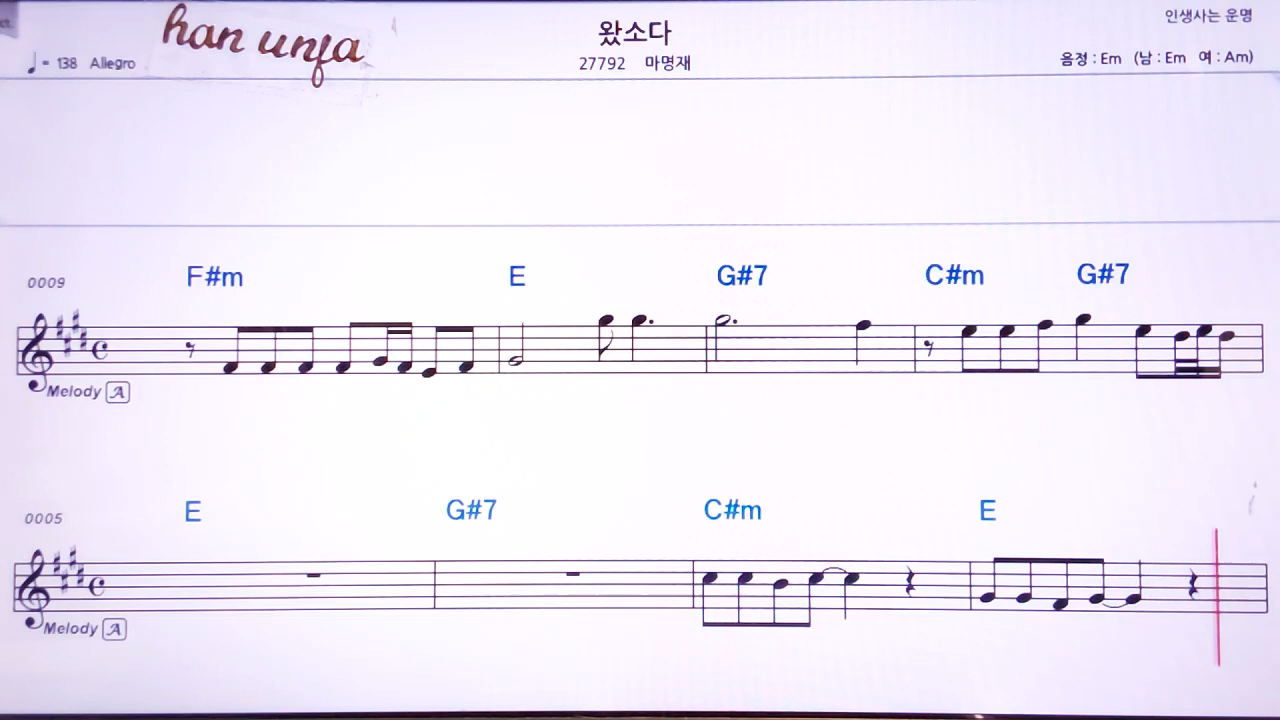 han unja
왔소다
인생사는 운명
♩= 138 Allegro
27792 마명재
음정 : Em (남 : Em 여 : Am)
0009 F#m E G#7 C#m G#7
Melody A
0005 E G#7 C#m E
Melody A